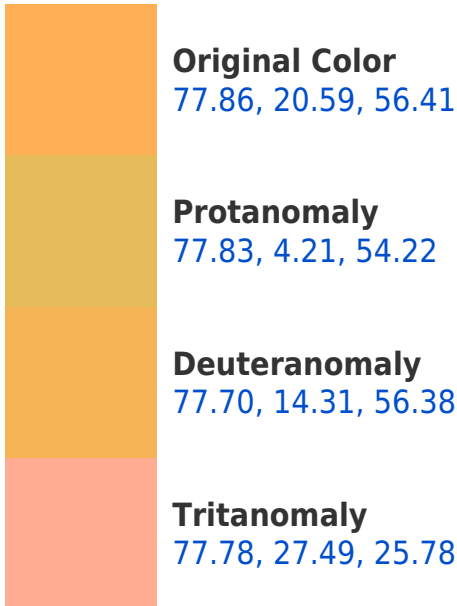 Original Color
77.86, 20.59, 56.41
Protanomaly
77.83, 4.21, 54.22
Deuteranomaly
77.70, 14.31, 56.38
Tritanomaly
77.78, 27.49, 25.78